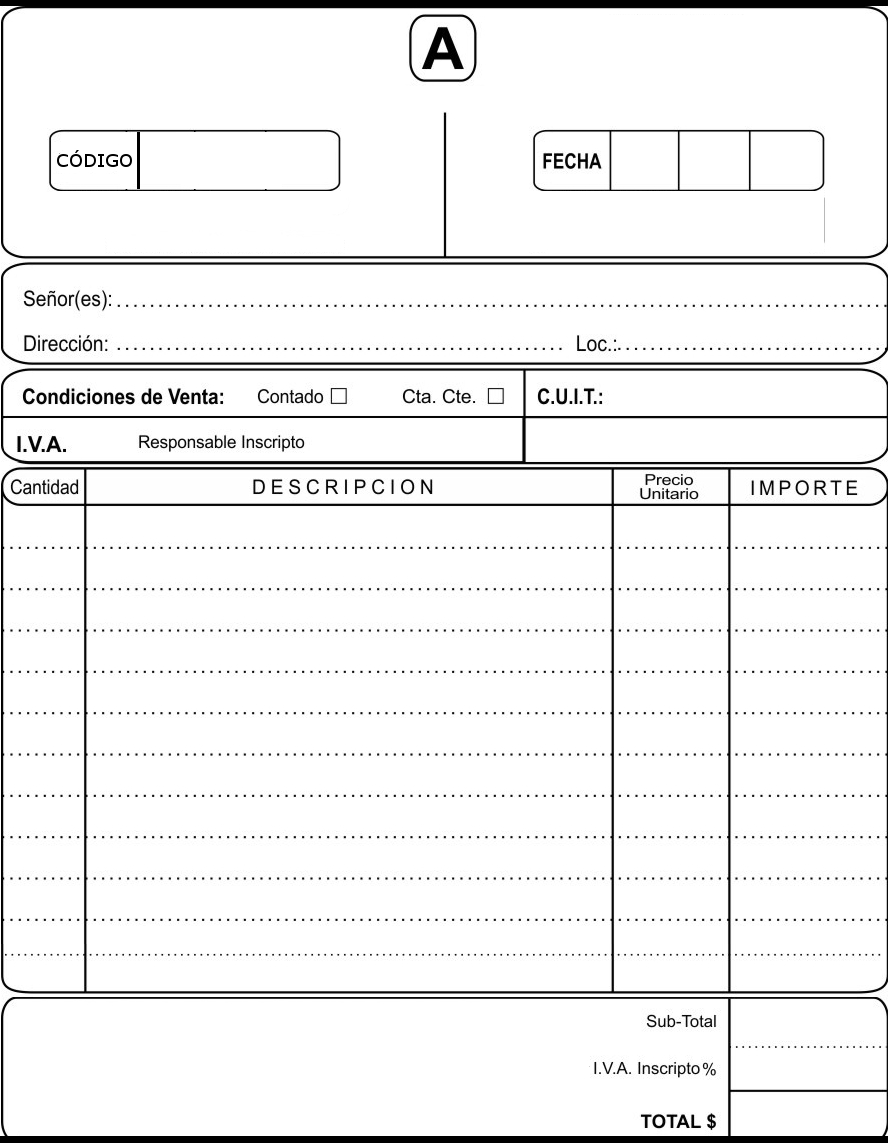 A
CÓDIGO
FECHA
Señor(es):
Dirección: Loc.:
Condiciones de Venta: Contado ☐ Cta. Cte. ☐ C.U.I.T.:
I.V.A. Responsable Inscripto
Cantidad DESCRIPCION Precio Unitario IMPORTE
Sub-Total
I.V.A. Inscripto %
TOTAL $